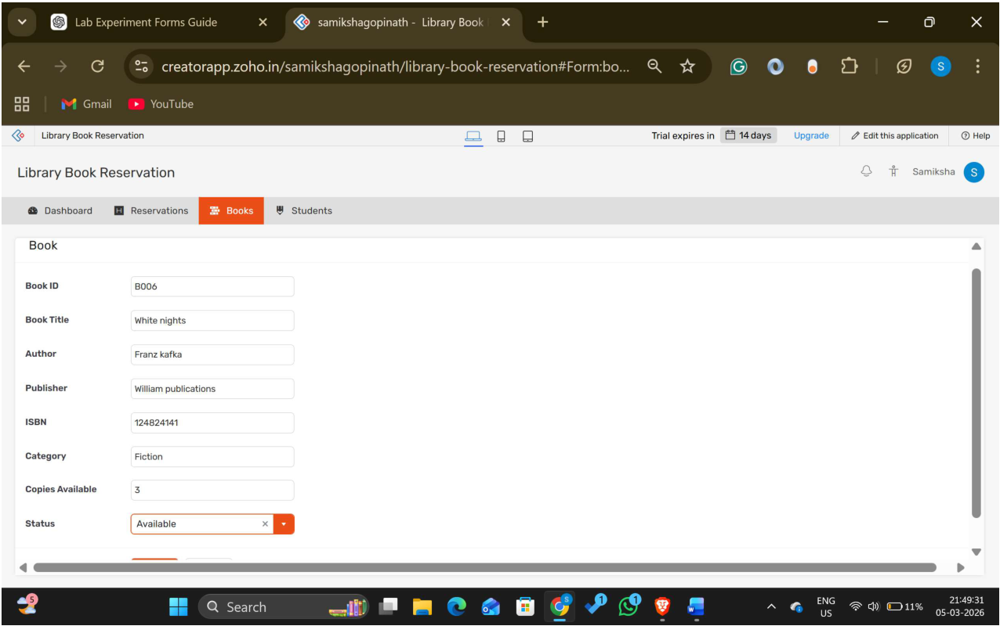 Lab Experiment Forms Guide
samikshagopinath - Library Book
creatorapp.zoho.in/samikshagopinath/library-book-reservation#Form:bo...
G
S
Gmail
YouTube
Library Book Reservation
Trial expires in 14 days
Upgrade
Edit this application
Help
Library Book Reservation
Samiksha
S
Dashboard
Reservations
Books
Students
Book
Book ID B006
Book Title White nights
Author Franz kafka
Publisher William publications
ISBN 124824141
Category Fiction
Copies Available 3
Status Available
5
Search
S
1
1
ENG
US
11%
21:49:31
05-03-2026